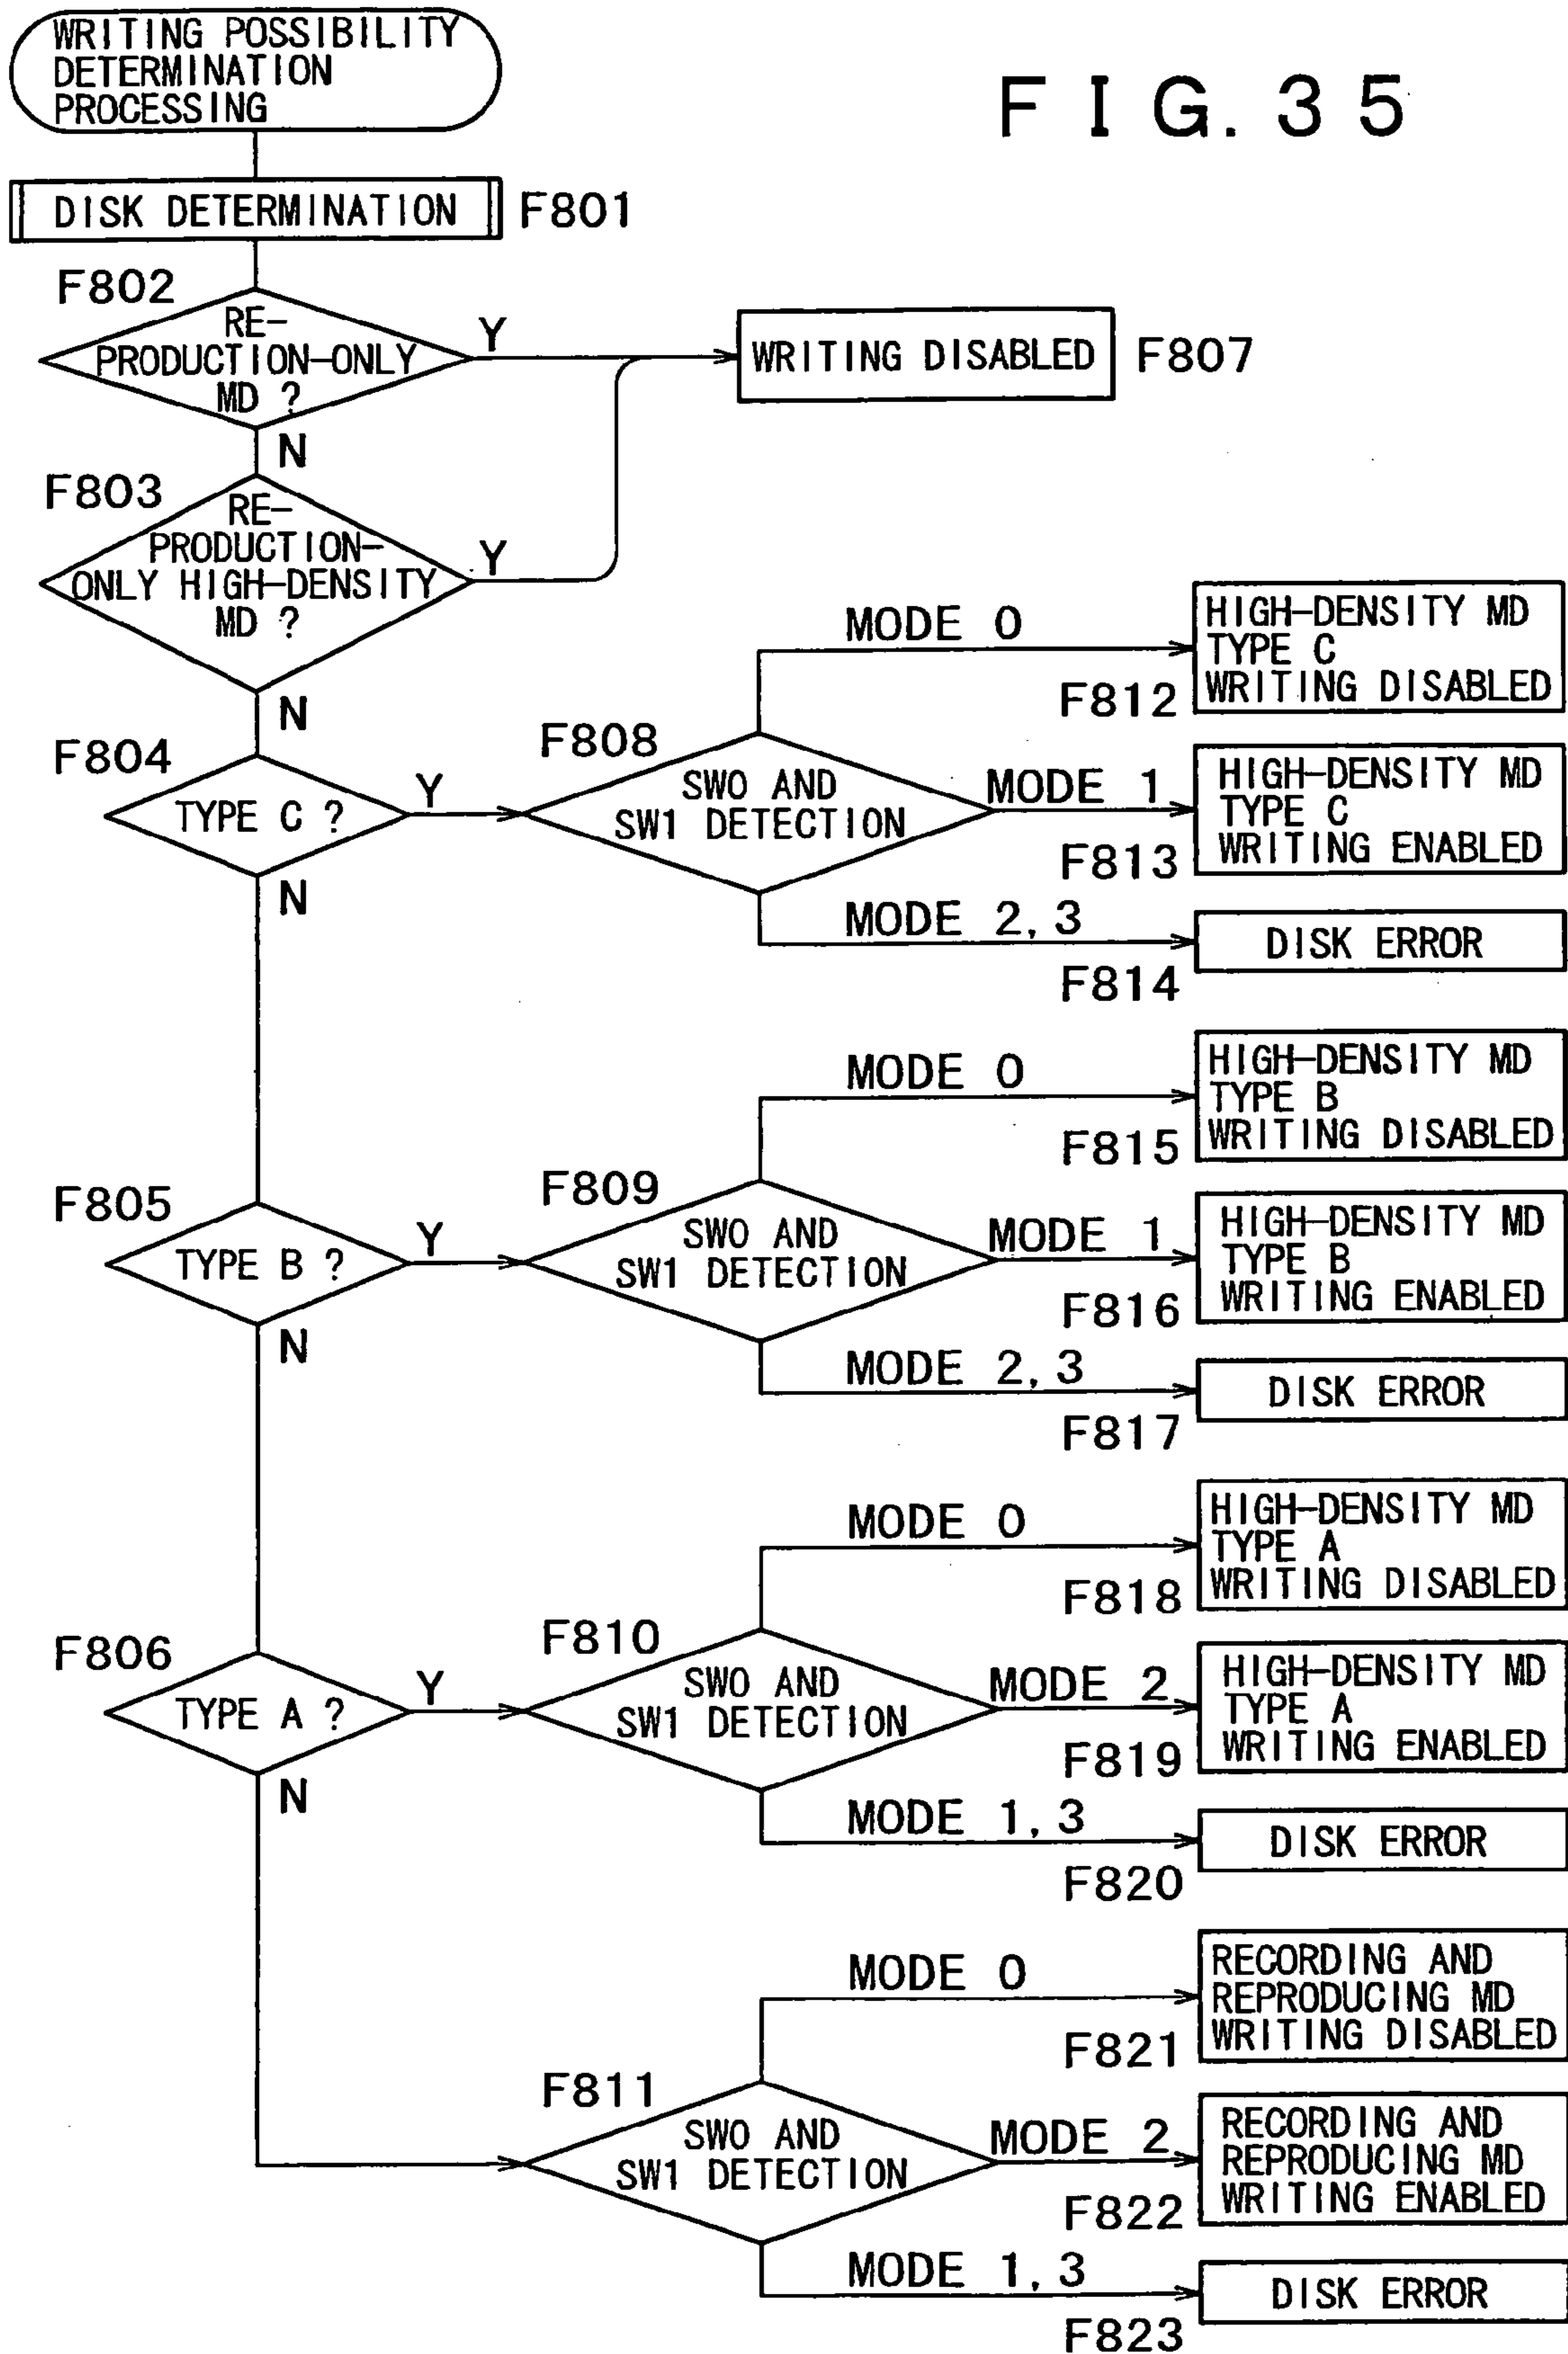 WRITING POSSIBILITY
DETERMINATION
PROCESSING
FIG. 35
DISK DETERMINATION
F801
F802
RE-
PRODUCTION-ONLY
MD ?
Y
N
WRITING DISABLED
F807
F803
RE-
PRODUCTION-
ONLY HIGH-DENSITY
MD ?
Y
N
F804
TYPE C ?
Y
N
F808
SW0 AND
SW1 DETECTION
MODE 0
HIGH-DENSITY MD
TYPE C
WRITING DISABLED
F812
MODE 1
HIGH-DENSITY MD
TYPE C
WRITING ENABLED
F813
MODE 2, 3
DISK ERROR
F814
F805
TYPE B ?
Y
N
F809
SW0 AND
SW1 DETECTION
MODE 0
HIGH-DENSITY MD
TYPE B
WRITING DISABLED
F815
MODE 1
HIGH-DENSITY MD
TYPE B
WRITING ENABLED
F816
MODE 2, 3
DISK ERROR
F817
F806
TYPE A ?
Y
N
F810
SW0 AND
SW1 DETECTION
MODE 0
HIGH-DENSITY MD
TYPE A
WRITING DISABLED
F818
MODE 2
HIGH-DENSITY MD
TYPE A
WRITING ENABLED
F819
MODE 1, 3
DISK ERROR
F820
F811
SW0 AND
SW1 DETECTION
MODE 0
RECORDING AND
REPRODUCING MD
WRITING DISABLED
F821
MODE 2
RECORDING AND
REPRODUCING MD
WRITING ENABLED
F822
MODE 1, 3
DISK ERROR
F823